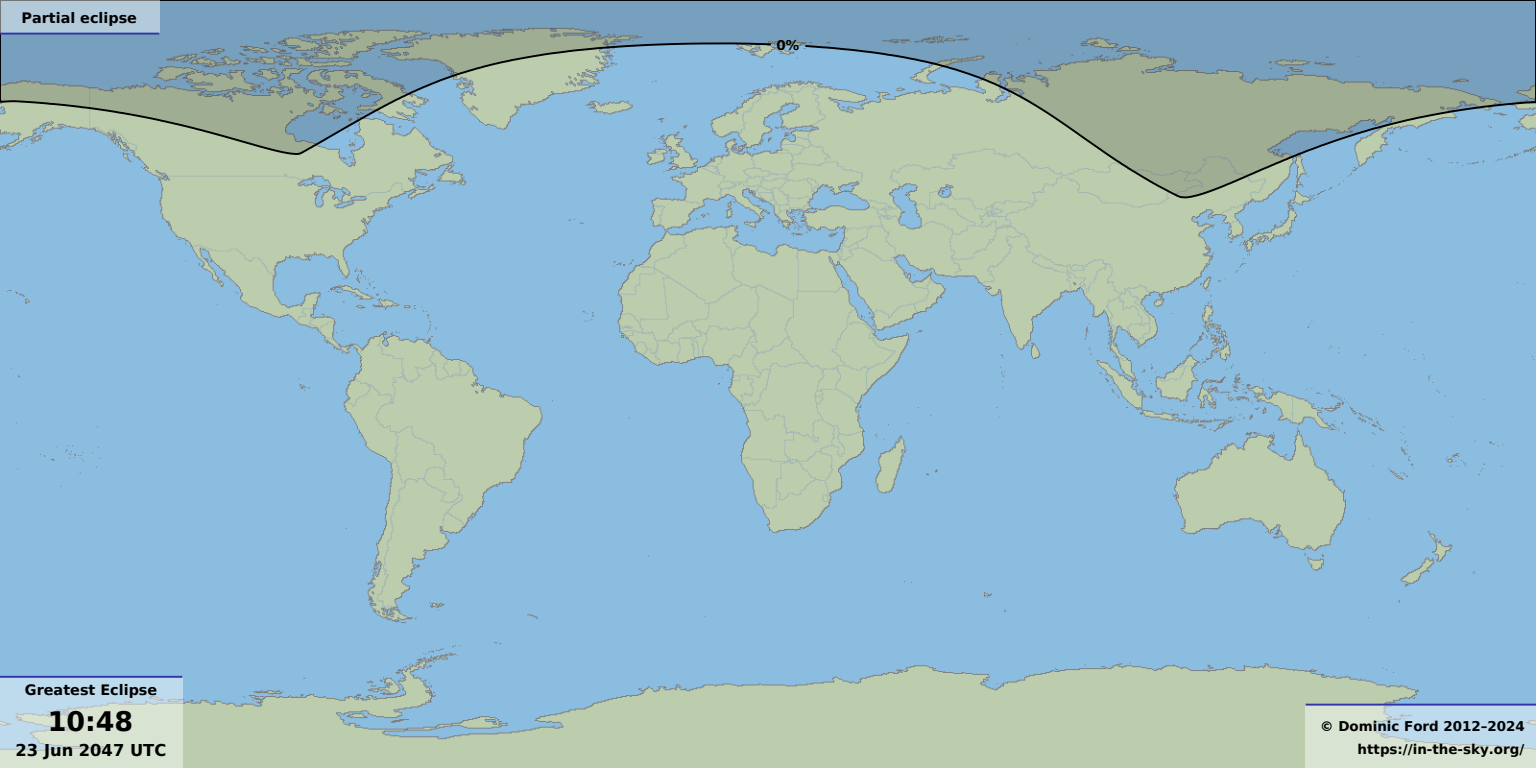 Partial eclipse
0%
Greatest Eclipse
10:48
23 Jun 2047 UTC
© Dominic Ford 2012–2024
https://in-the-sky.org/